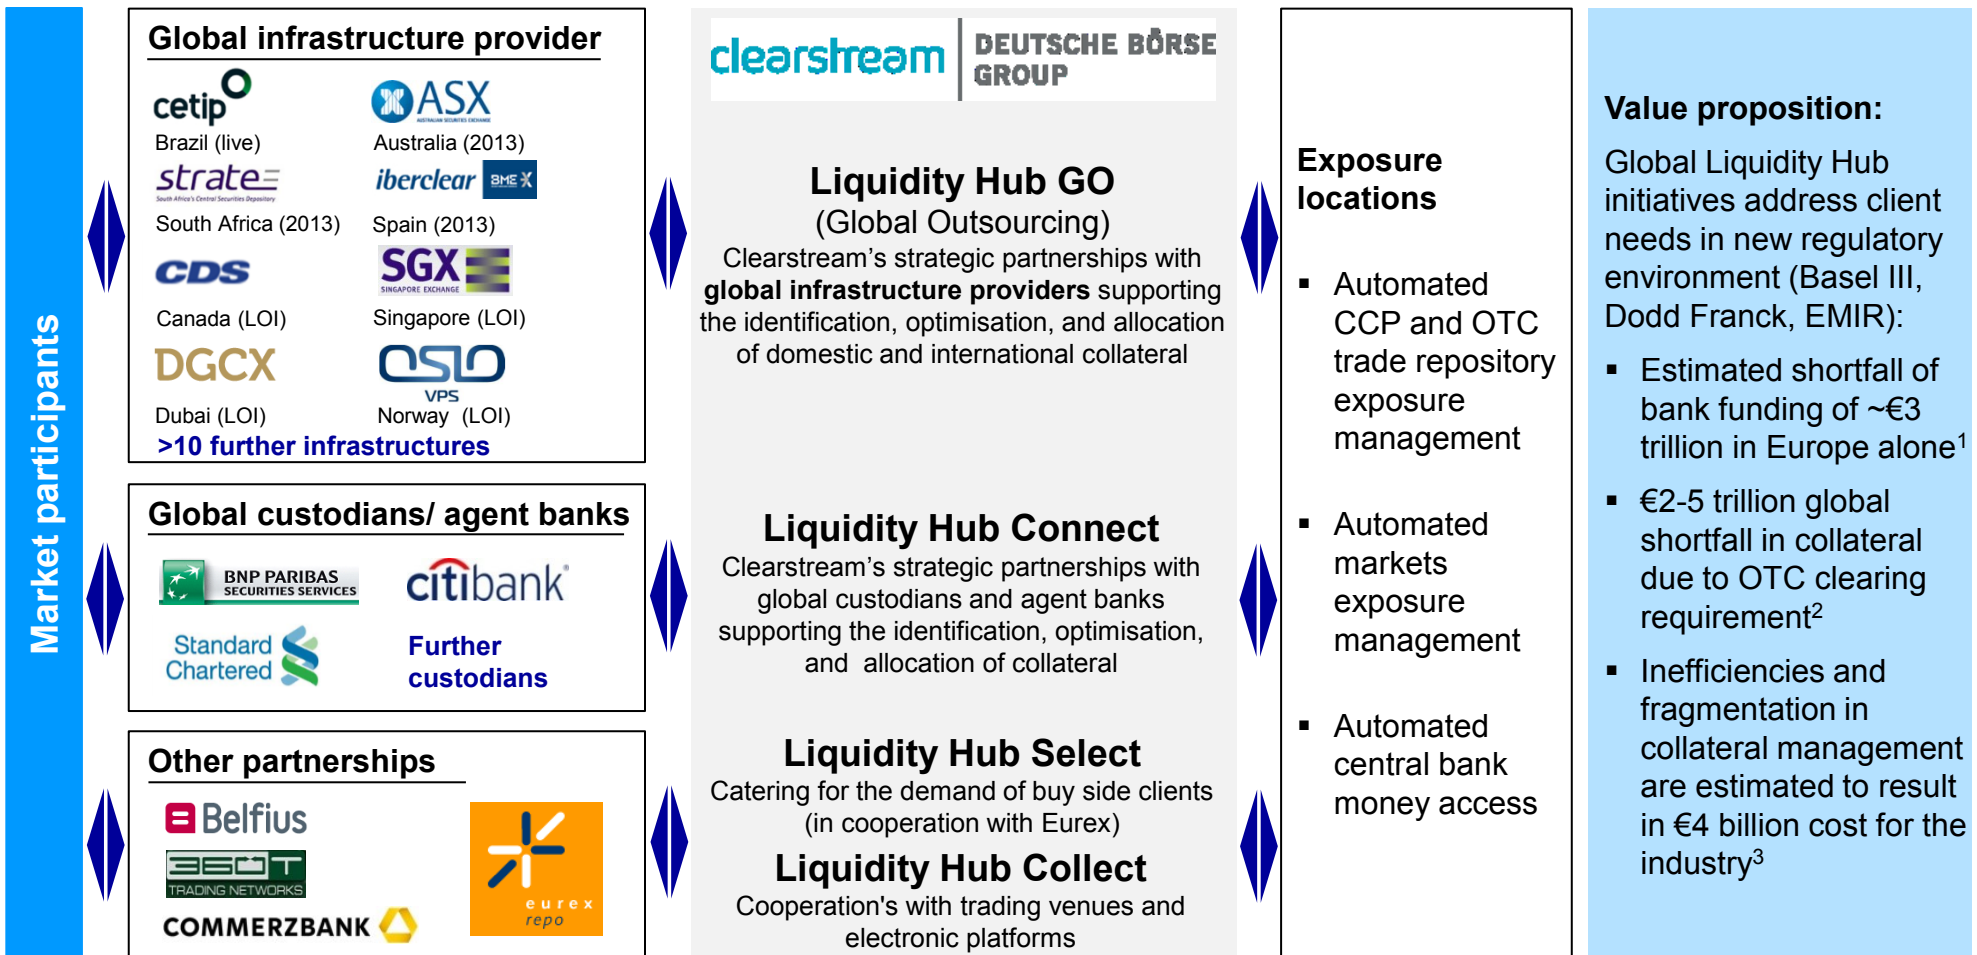 Market participants
Global infrastructure provider
cetip
ASX
AUSTRALIAN SECURITIES EXCHANGE
Brazil (live)
Australia (2013)
strate
South Africa's Central Securities Depository
iberclear BME X
South Africa (2013)
Spain (2013)
CDS
SGX
SINGAPORE EXCHANGE
Canada (LOI)
Singapore (LOI)
DGCX
OSLO
VPS
Dubai (LOI)
Norway (LOI)
>10 further infrastructures
Global custodians/ agent banks
BNP PARIBAS
SECURITIES SERVICES
citibank
Standard
Chartered
Further
custodians
Other partnerships
Belfius
360T
TRADING NETWORKS
COMMERZBANK
eurex
repo
clearstream
DEUTSCHE BÖRSE
GROUP
Liquidity Hub GO
(Global Outsourcing)
Clearstream’s strategic partnerships with
global infrastructure providers supporting
the identification, optimisation, and allocation
of domestic and international collateral
Liquidity Hub Connect
Clearstream’s strategic partnerships with
global custodians and agent banks
supporting the identification, optimisation,
and allocation of collateral
Liquidity Hub Select
Catering for the demand of buy side clients
(in cooperation with Eurex)
Liquidity Hub Collect
Cooperation's with trading venues and
electronic platforms
Exposure
locations
▪ Automated
CCP and OTC
trade repository
exposure
management
▪ Automated
markets
exposure
management
▪ Automated
central bank
money access
Value proposition:
Global Liquidity Hub
initiatives address client
needs in new regulatory
environment (Basel III,
Dodd Franck, EMIR):
▪ Estimated shortfall of
bank funding of ~€3
trillion in Europe alone¹
▪ €2-5 trillion global
shortfall in collateral
due to OTC clearing
requirement²
▪ Inefficiencies and
fragmentation in
collateral management
are estimated to result
in €4 billion cost for the
industry³